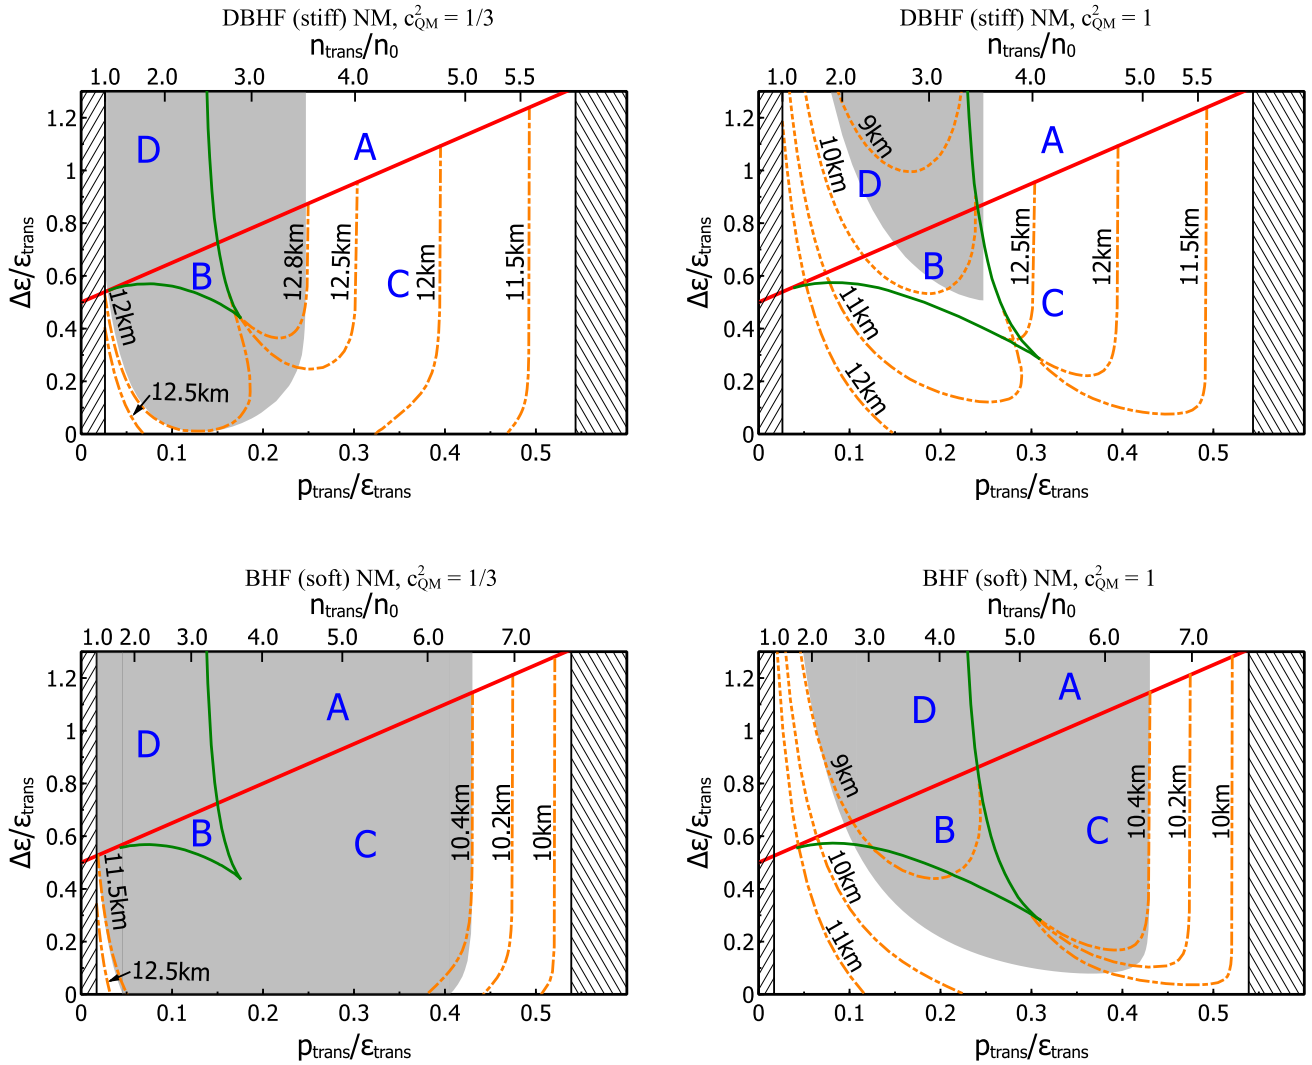 DBHF (stiff) NM, c²QM = 1/3
ntrans/n0
1.0 2.0 3.0 4.0 5.0 5.5
1.2
1
0.8
0.6
0.4
0.2
0
Δε/εtrans
D
A
B
C
12km
12.5km
12.8km
12.5km
12km
11.5km
0 0.1 0.2 0.3 0.4 0.5
ptrans/εtrans
DBHF (stiff) NM, c²QM = 1
ntrans/n0
1.0 2.0 3.0 4.0 5.0 5.5
1.2
1
0.8
0.6
0.4
0.2
0
Δε/εtrans
9km
10km
D
A
B
C
11km
12km
12.5km
12km
11.5km
0 0.1 0.2 0.3 0.4 0.5
ptrans/εtrans
BHF (soft) NM, c²QM = 1/3
ntrans/n0
1.0 2.0 3.0 4.0 5.0 6.0 7.0
1.2
1
0.8
0.6
0.4
0.2
0
Δε/εtrans
D
A
B
C
11.5km
12.5km
10.4km
10.2km
10km
0 0.1 0.2 0.3 0.4 0.5
ptrans/εtrans
BHF (soft) NM, c²QM = 1
ntrans/n0
1.0 2.0 3.0 4.0 5.0 6.0 7.0
1.2
1
0.8
0.6
0.4
0.2
0
Δε/εtrans
D
A
9km
B
C
10km
11km
10.4km
10.2km
10km
0 0.1 0.2 0.3 0.4 0.5
ptrans/εtrans